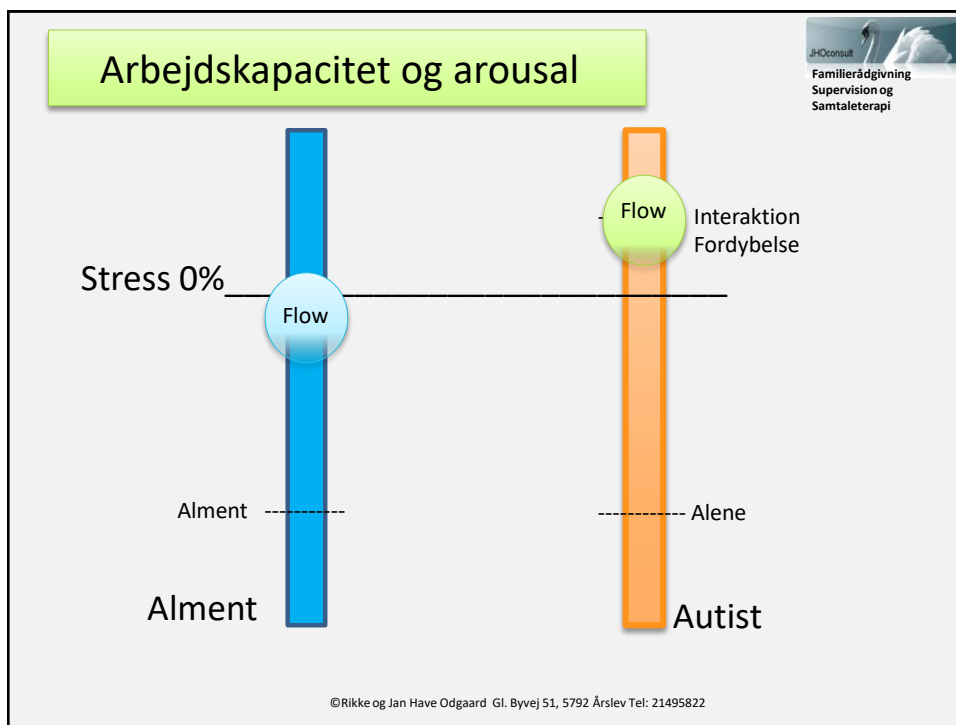 Arbejdskapacitet og arousal
JHOconsult
Familierådgivning
Supervision og
Samtaleterapi
Flow
Interaktion
Fordybelse
Stress 0%
Flow
Alment
Alene
Alment
Autist
©Rikke og Jan Have Odgaard Gl. Byvej 51, 5792 Årslev Tel: 21495822